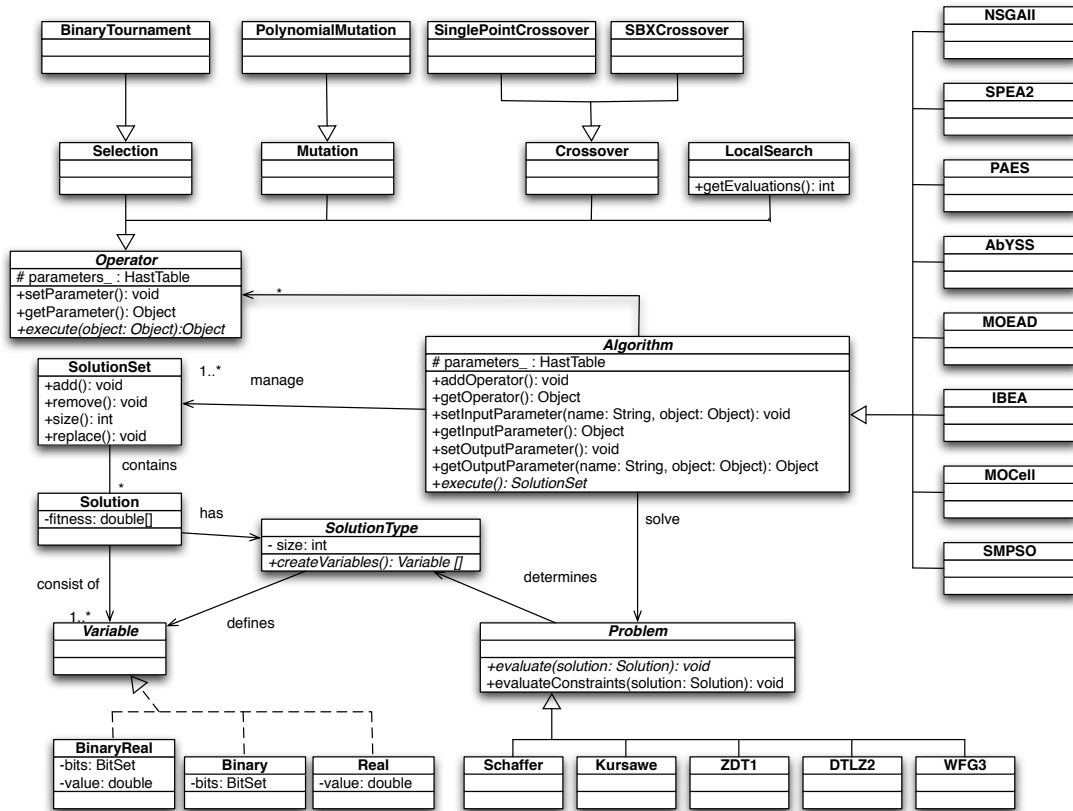 BinaryTournament
PolynomialMutation
SinglePointCrossover
SBXCrossover
NSGAII
SPEA2
PAES
AbYSS
MOEAD
IBEA
MOCell
SMPSO
Selection
Mutation
Crossover
LocalSearch
+getEvaluations(): int
Operator
# parameters_ : HastTable
+setParameter(): void
+getParameter(): Object
+execute(object: Object):Object
*
Algorithm
# parameters_ : HastTable
+addOperator(): void
+getOperator(): Object
+setInputParameter(name: String, object: Object): void
+getInputParameter(): Object
+setOutputParameter(): void
+getOutputParameter(name: String, object: Object): Object
+execute(): SolutionSet
SolutionSet
+add(): void
+remove(): void
+size(): int
+replace(): void
1..*
manage
contains
*
Solution
-fitness: double[]
has
SolutionType
- size: int
+createVariables(): Variable []
solve
consist of
determines
1..*
defines
Variable
Problem
+evaluate(solution: Solution): void
+evaluateConstraints(solution: Solution): void
BinaryReal
-bits: BitSet
-value: double
Binary
-bits: BitSet
Real
-value: double
Schaffer
Kursawe
ZDT1
DTLZ2
WFG3